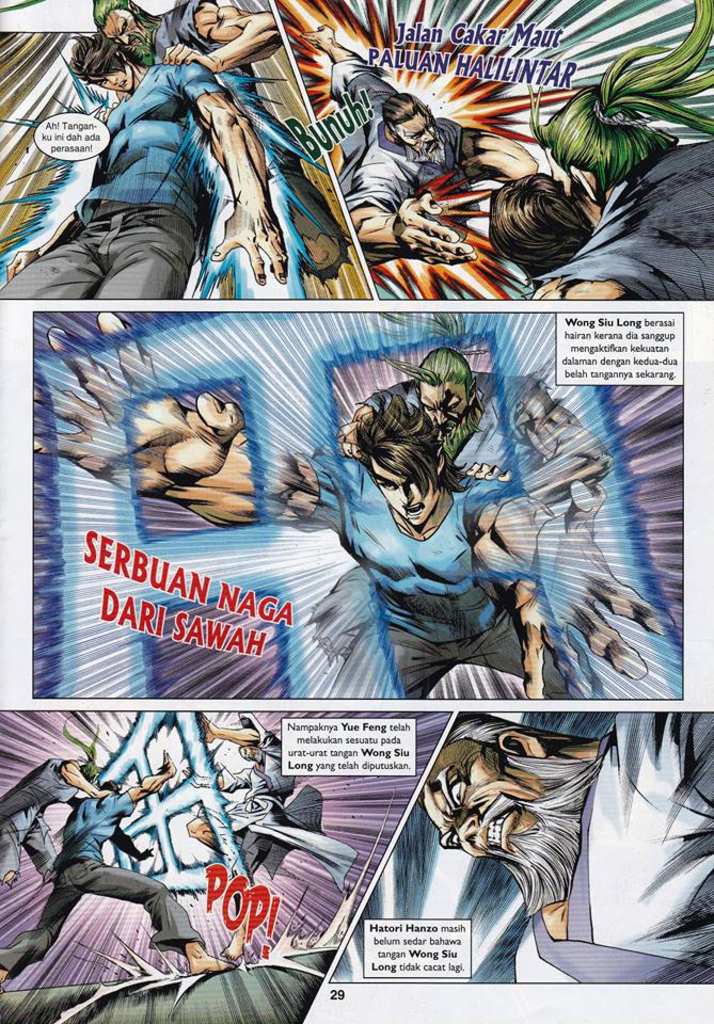 Ah! Tangan-
ku ini dah ada
perasaan!
Bunuh!
Jalan Cakar Maut
PALUAN HALILINTAR
Wong Siu Long berasai
hairan kerana dia sanggup
mengaktifkan kekuatan
dalaman dengan kedua-dua
belah tangannya sekarang.
SERBUAN NAGA
DARI SAWAH
Nampaknya Yue Feng telah
melakukan sesuatu pada
urat-urat tangan Wong Siu
Long yang telah diputuskan.
POP!
Hatori Hanzo masih
belum sedar bahawa
tangan Wong Siu
Long tidak cacat lagi.
29